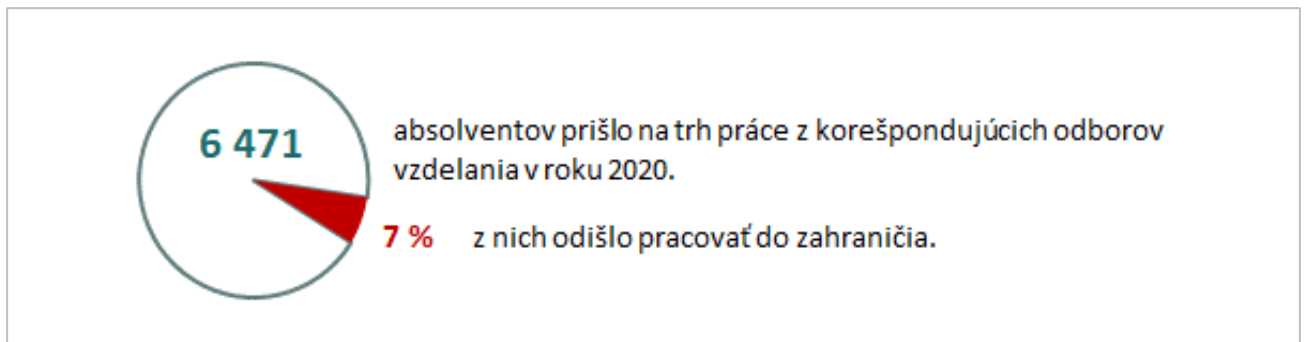 6 471
absolventov prišlo na trh práce z korešpondujúcich odborov
vzdelania v roku 2020.
7 % z nich odišlo pracovať do zahraničia.